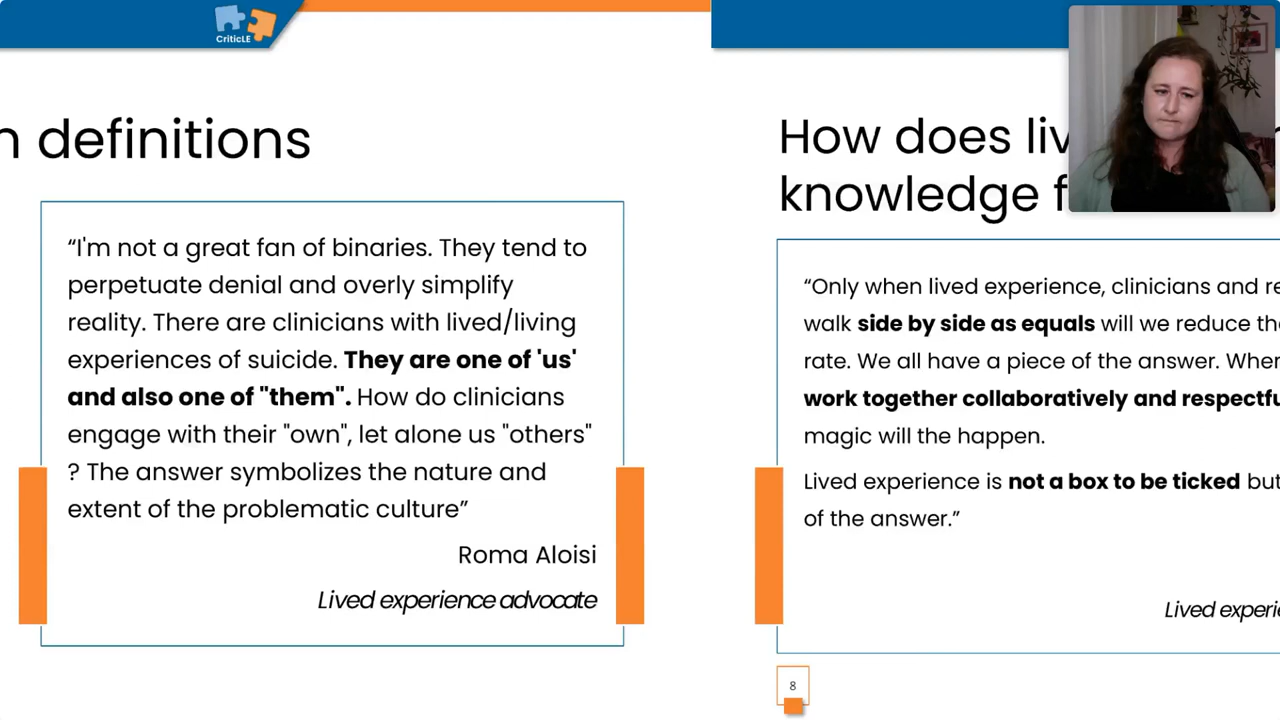 CriticLE
n definitions
“I'm not a great fan of binaries. They tend to
perpetuate denial and overly simplify
reality. There are clinicians with lived/living
experiences of suicide. They are one of 'us'
and also one of "them". How do clinicians
engage with their "own", let alone us "others"
? The answer symbolizes the nature and
extent of the problematic culture”
Roma Aloisi
Lived experience advocate
How does liv
knowledge f
“Only when lived experience, clinicians and re
walk side by side as equals will we reduce the
rate. We all have a piece of the answer. When
work together collaboratively and respectfu
magic will the happen.
Lived experience is not a box to be ticked but
of the answer.”
Lived experie
8